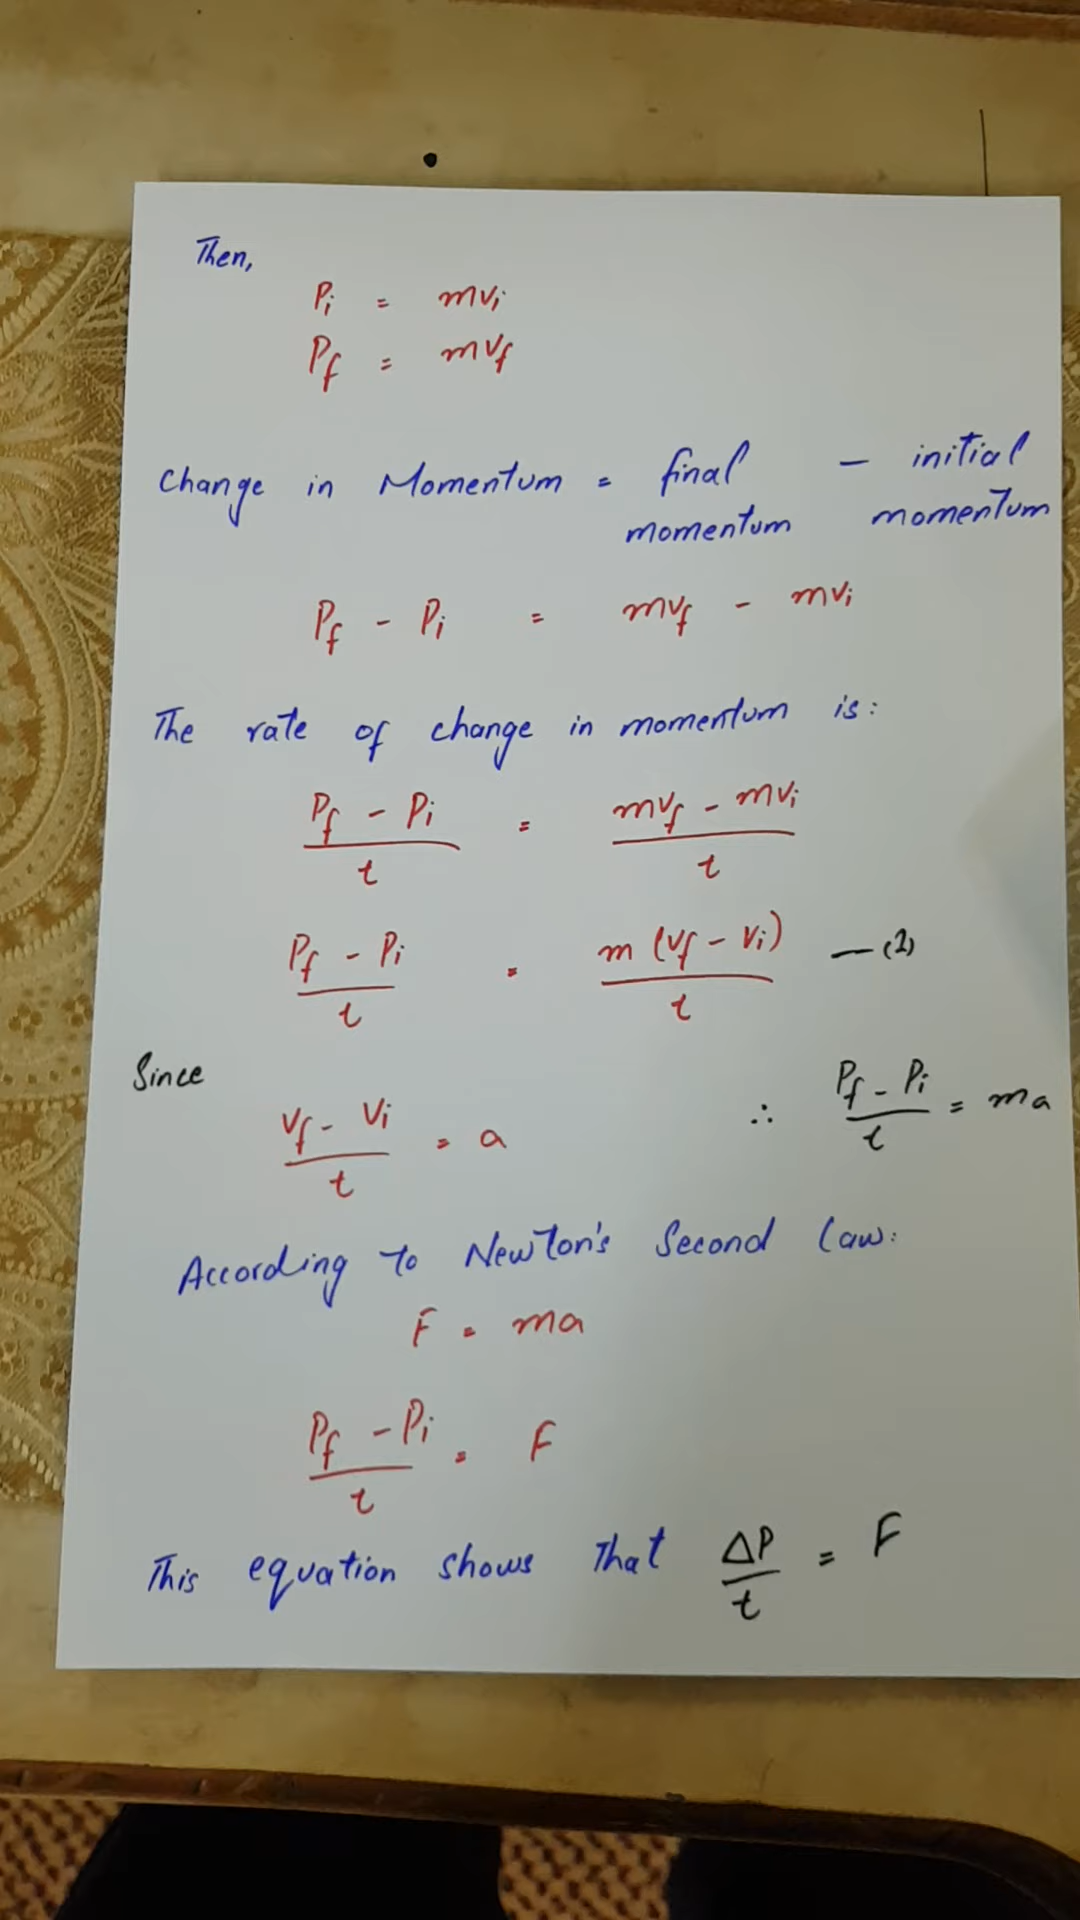 Then,
Pi = mvi
Pf = mvf
Change in Momentum = final momentum – initial momentum
Pf - Pi = mvf - mvi
The rate of change in momentum is:
(Pf - Pi)/t = (mvf - mvi)/t
(Pf - Pi)/t = m(vf - vi)/t —(2)
Since
(vf - vi)/t = a ∴ (Pf - Pi)/t = ma
According to Newton's Second Law:
F = ma
(Pf - Pi)/t = F
This equation shows that ΔP/t = F